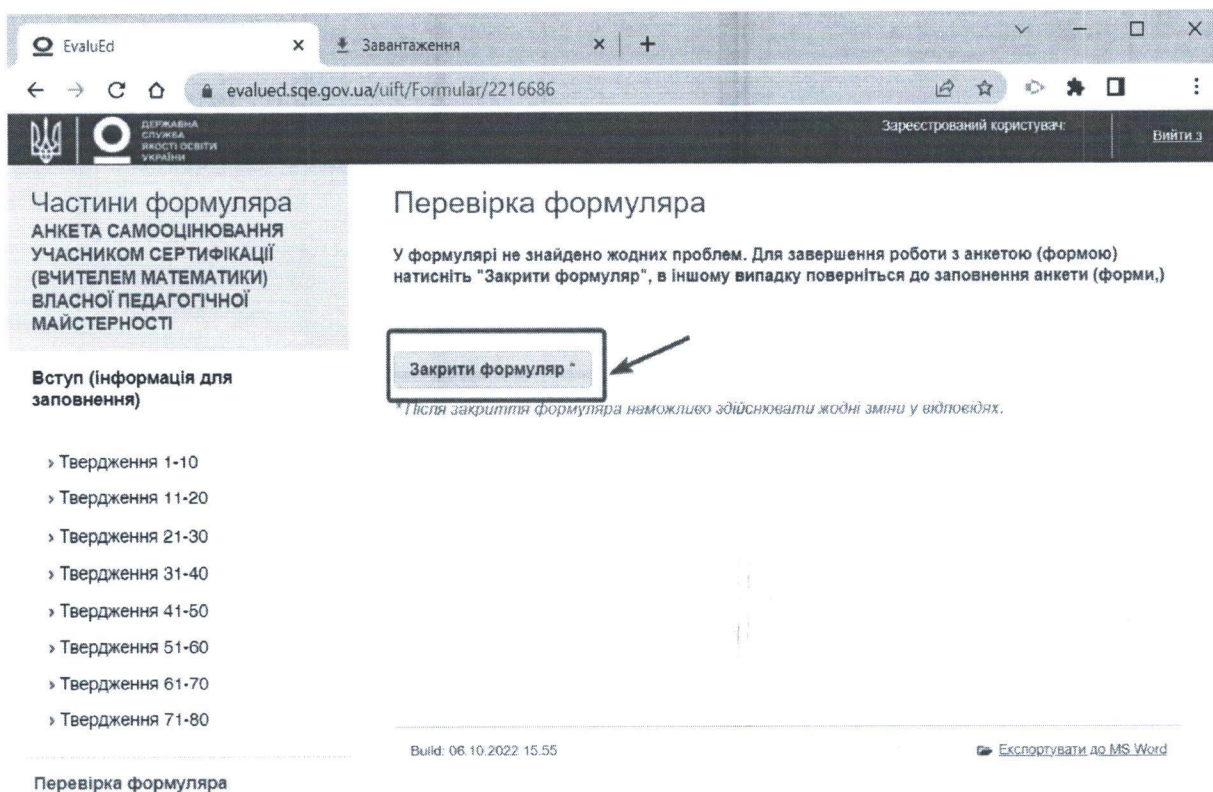 EvaluEd
Завантаження
evalued.sqe.gov.ua/uift/Formular/2216686
ДЕРЖАВНА
СЛУЖБА
ЯКОСТІ ОСВІТИ
УКРАЇНИ
Зареєстрований користувач:
Вийти з
Частини формуляра
АНКЕТА САМООЦІНЮВАННЯ
УЧАСНИКОМ СЕРТИФІКАЦІЇ
(ВЧИТЕЛЕМ МАТЕМАТИКИ)
ВЛАСНОЇ ПЕДАГОГІЧНОЇ
МАЙСТЕРНОСТІ
Вступ (інформація для
заповнення)
› Твердження 1-10
› Твердження 11-20
› Твердження 21-30
› Твердження 31-40
› Твердження 41-50
› Твердження 51-60
› Твердження 61-70
› Твердження 71-80
Перевірка формуляра
Перевірка формуляра
У формулярі не знайдено жодних проблем. Для завершення роботи з анкетою (формою)
натисніть "Закрити формуляр", в іншому випадку поверніться до заповнення анкети (форми,)
Закрити формуляр *
* Після закриття формуляра неможливо здійснювати жодні зміни у відповідях.
Build: 06.10.2022 15.55
Експортувати до MS Word